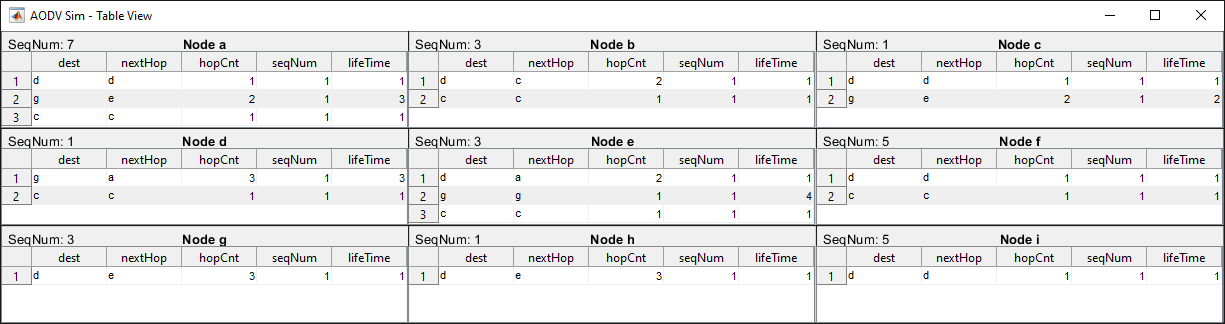 AODV Sim - Table View
SeqNum: 7 Node a
dest nextHop hopCnt seqNum lifeTime
1 d d 1 1 1
2 g e 2 1 3
3 c c 1 1 1
SeqNum: 3 Node b
dest nextHop hopCnt seqNum lifeTime
1 d c 2 1 1
2 c c 1 1 1
SeqNum: 1 Node c
dest nextHop hopCnt seqNum lifeTime
1 d d 1 1 1
2 g e 2 1 2
SeqNum: 1 Node d
dest nextHop hopCnt seqNum lifeTime
1 g a 3 1 3
2 c c 1 1 1
SeqNum: 3 Node e
dest nextHop hopCnt seqNum lifeTime
1 d a 2 1 1
2 g g 1 1 4
3 c c 1 1 1
SeqNum: 5 Node f
dest nextHop hopCnt seqNum lifeTime
1 d d 1 1 1
2 c c 1 1 1
SeqNum: 3 Node g
dest nextHop hopCnt seqNum lifeTime
1 d e 3 1 1
SeqNum: 1 Node h
dest nextHop hopCnt seqNum lifeTime
1 d e 3 1 1
SeqNum: 5 Node i
dest nextHop hopCnt seqNum lifeTime
1 d d 1 1 1